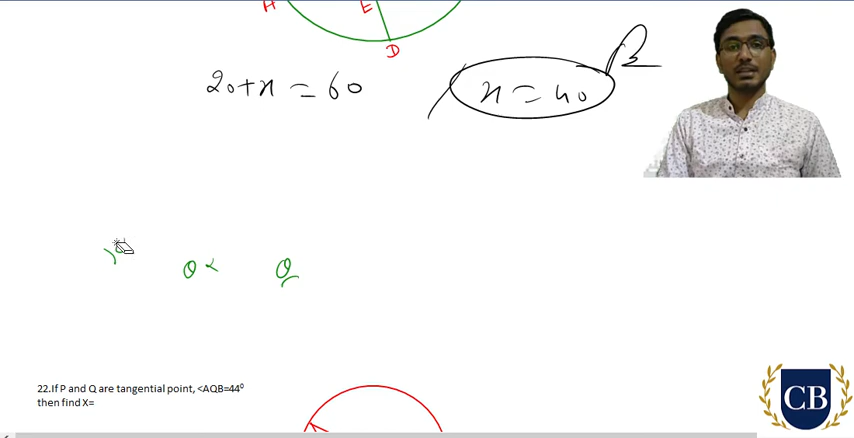 H
E
D
20+x=60
x=40
θ<
θ
22.If P and Q are tangential point, <AQB=44⁰
then find X=
CB